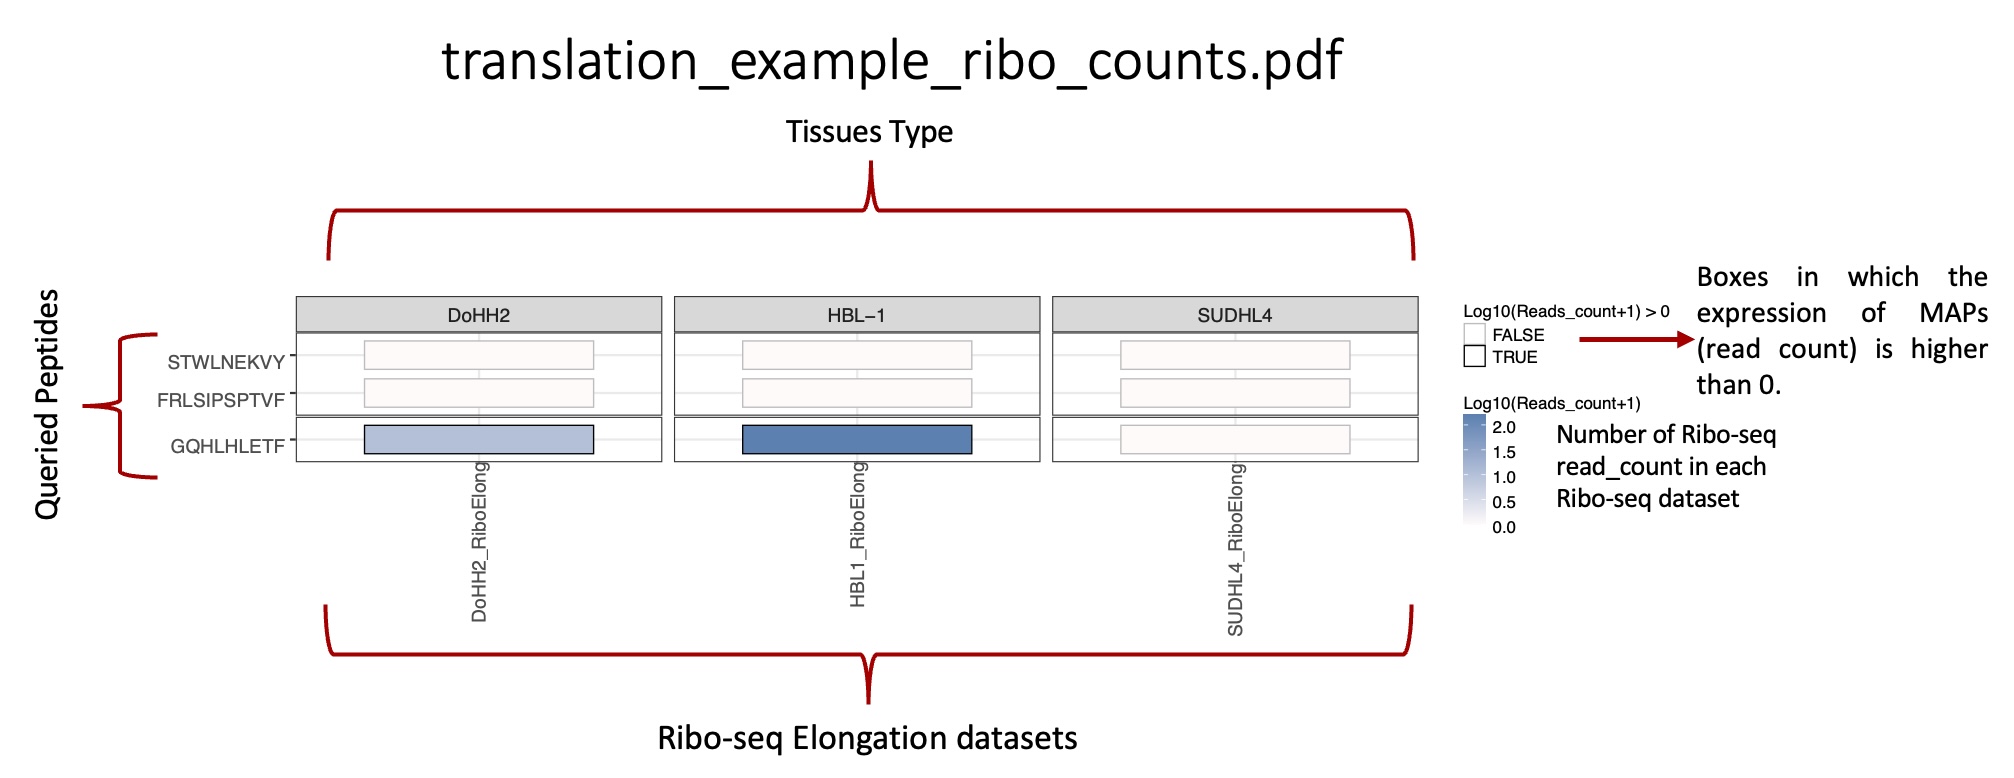 translation_example_ribo_counts.pdf
Tissues Type
Queried Peptides
DoHH2
HBL−1
SUDHL4
STWLNEKVY
FRLSIPSPTVF
GQHLHLETF
DoHH2_RiboElong
HBL1_RiboElong
SUDHL4_RiboElong
Ribo-seq Elongation datasets
Log10(Reads_count+1) > 0
FALSE
TRUE
Boxes in which the
expression of MAPs
(read count) is higher
than 0.
Log10(Reads_count+1)
2.0
1.5
1.0
0.5
0.0
Number of Ribo-seq
read_count in each
Ribo-seq dataset